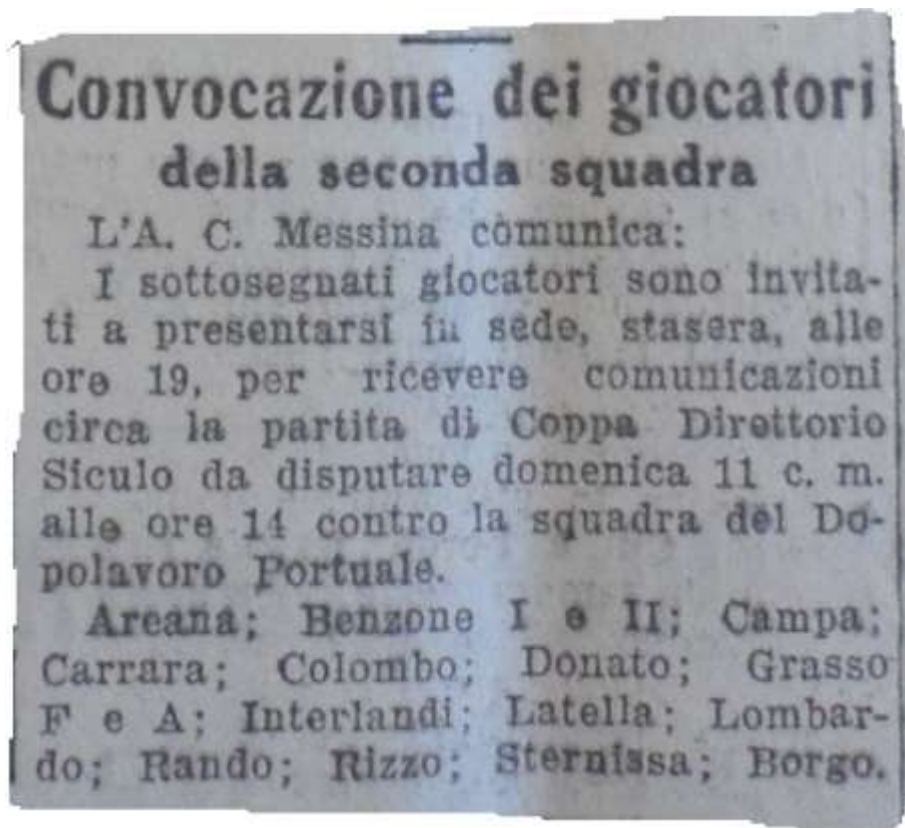 Convocazione dei giocatori
della seconda squadra
L'A. C. Messina comunica:
I sottosegnati giocatori sono invita-
ti a presentarsi in sede, stasera, alle
ore 19, per ricevere comunicazioni
circa la partita di Coppa Direttorio
Siculo da disputare domenica 11 c. m.
alle ore 14 contro la squadra del Do-
polavoro Portuale.
Arcana; Benzone I e II; Campa;
Carrara; Colombo; Donato; Grasso
F e A; Interlandi; Latella; Lombar-
do; Rando; Rizzo; Sternissa; Borgo.